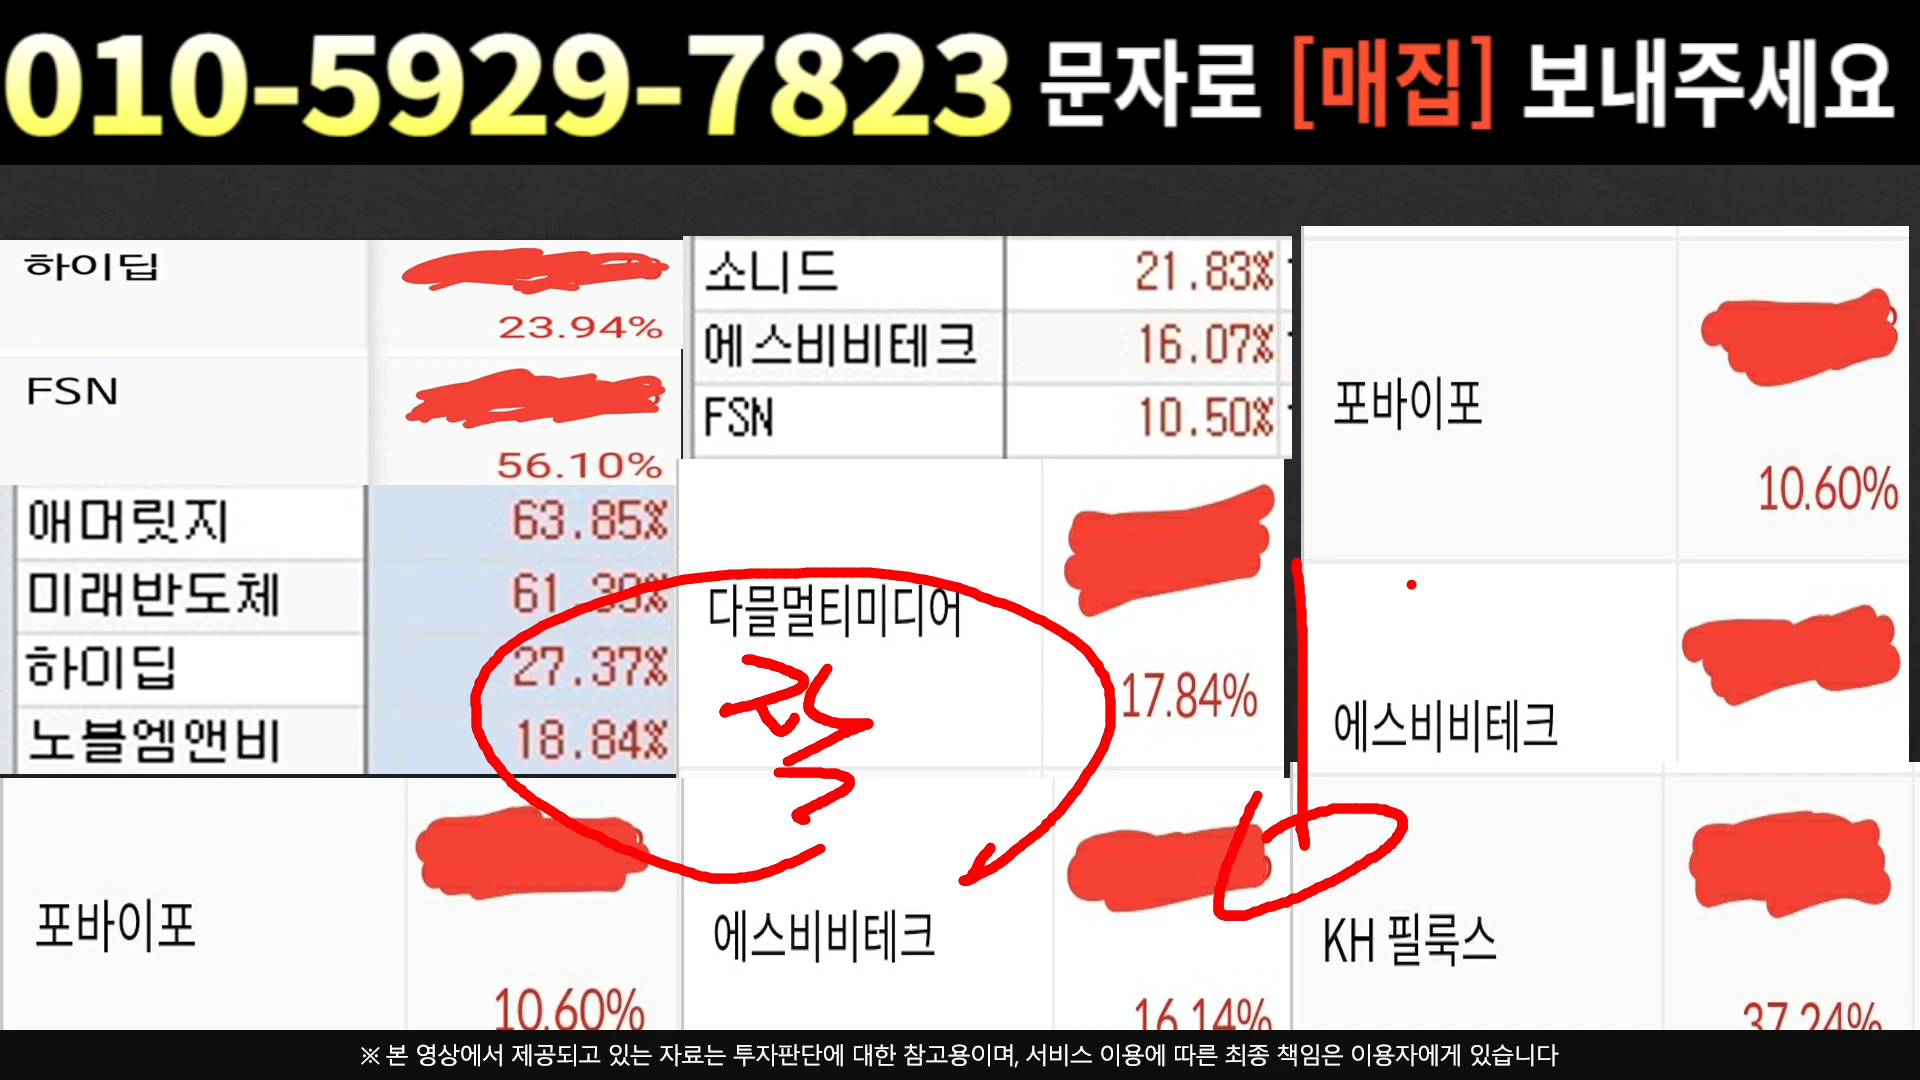 010-5929-7823 문자로 [매집] 보내주세요
하이딥
23.94%
FSN
56.10%
애머릿지 63.85%
미래반도체 61.39%
하이딥 27.37%
노블엠앤비 18.84%
소니드 21.83%
에스비비테크 16.07%
FSN 10.50%
다믈멀티미디어
17.84%
포바이포
10.60%
에스비비테크
포바이포
10.60%
에스비비테크
16.14%
KH 필룩스
37.24%
※ 본 영상에서 제공되고 있는 자료는 투자판단에 대한 참고용이며, 서비스 이용에 따른 최종 책임은 이용자에게 있습니다